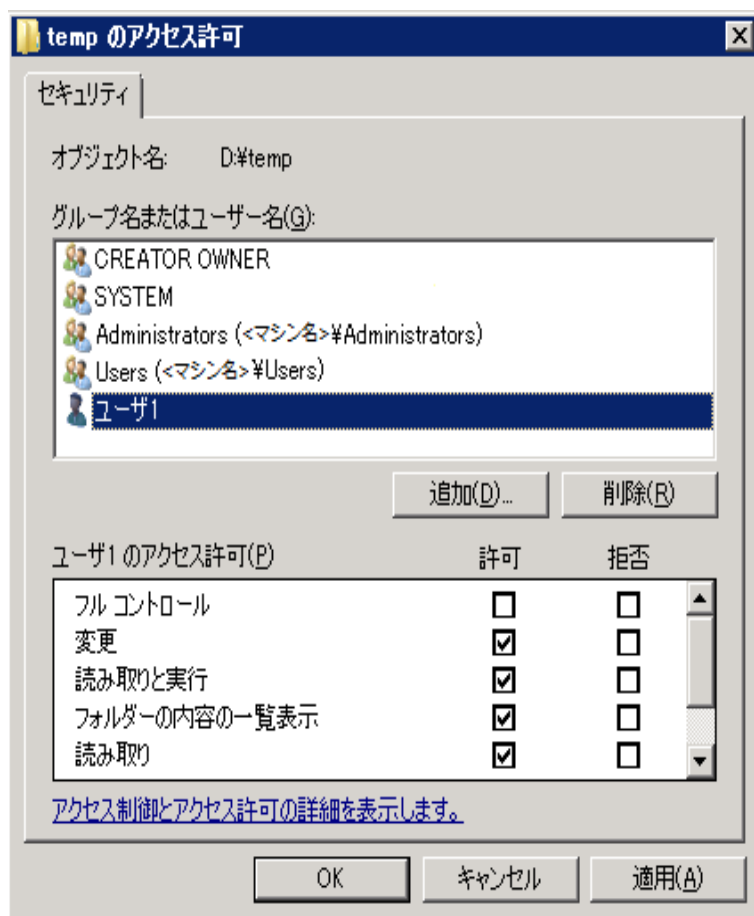 temp のアクセス許可
セキュリティ
オブジェクト名: D:¥temp
グループ名またはユーザー名(G):
CREATOR OWNER
SYSTEM
Administrators (<マシン名>¥Administrators)
Users (<マシン名>¥Users)
ユーザ1
追加(D)... 削除(R)
ユーザ1 のアクセス許可(P) 許可 拒否
フル コントロール
変更
読み取りと実行
フォルダーの内容の一覧表示
読み取り
アクセス制御とアクセス許可の詳細を表示します。
OK キャンセル 適用(A)